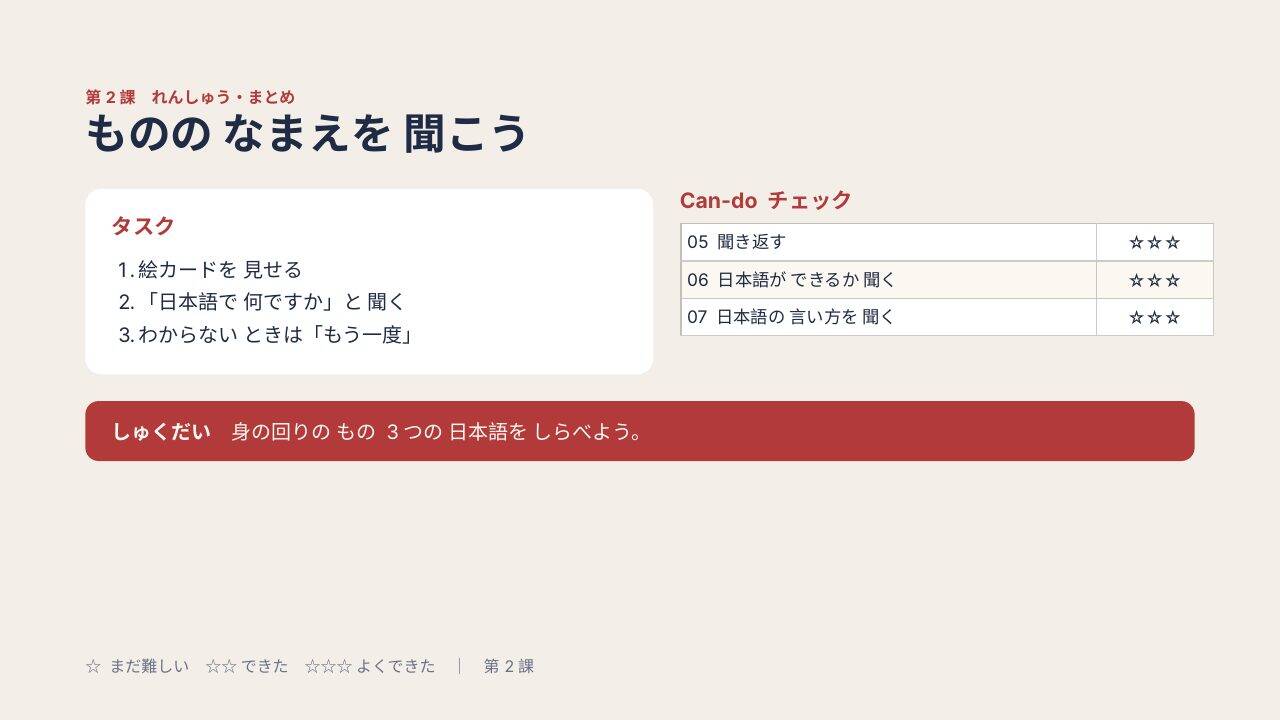 第2課 れんしゅう・まとめ
ものの なまえを 聞こう
タスク
1. 絵カードを 見せる
2. 「日本語で 何ですか」と 聞く
3. わからない ときは「もう一度」
Can-do チェック
05 聞き返す ☆☆☆
06 日本語が できるか 聞く ☆☆☆
07 日本語の 言い方を 聞く ☆☆☆
しゅくだい 身の回りの もの 3つの 日本語を しらべよう。
☆ まだ難しい ☆☆ できた ☆☆☆ よくできた ｜ 第2課